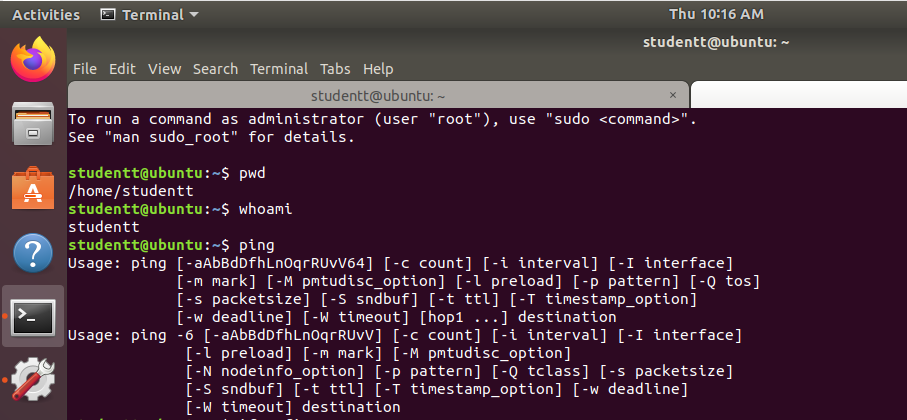 Activities Terminal Thu 10:16 AM
studentt@ubuntu: ~
File Edit View Search Terminal Tabs Help
studentt@ubuntu: ~ ×
To run a command as administrator (user "root"), use "sudo <command>".
See "man sudo_root" for details.
studentt@ubuntu:~$ pwd
/home/studentt
studentt@ubuntu:~$ whoami
studentt
studentt@ubuntu:~$ ping
Usage: ping [-aAbBdDfhLnOqrRUvV64] [-c count] [-i interval] [-I interface]
[-m mark] [-M pmtudisc_option] [-l preload] [-p pattern] [-Q tos]
[-s packetsize] [-S sndbuf] [-t ttl] [-T timestamp_option]
[-w deadline] [-W timeout] [hop1 ...] destination
Usage: ping -6 [-aAbBdDfhLnOqrRUvV] [-c count] [-i interval] [-I interface]
[-l preload] [-m mark] [-M pmtudisc_option]
[-N nodeinfo_option] [-p pattern] [-Q tclass] [-s packetsize]
[-S sndbuf] [-t ttl] [-T timestamp_option] [-w deadline]
[-W timeout] destination